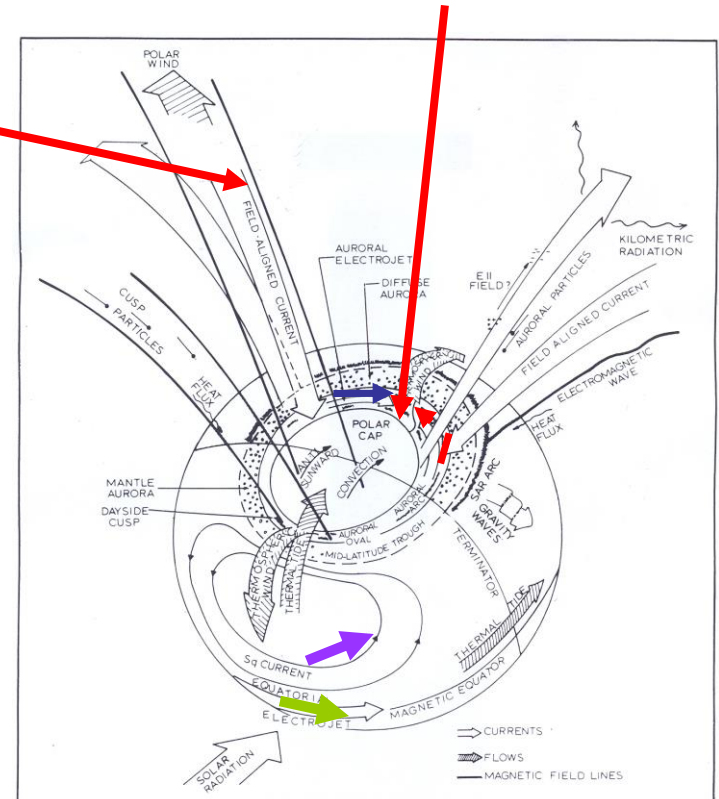 POLAR
WIND
FIELD-ALIGNED CURRENT
AURORAL
ELECTROJET
DIFFUSE
AURORA
E II
FIELD?
AURORAL PARTICLES
KILOMETRIC
RADIATION
FIELD ALIGNED CURRENT
ELECTROMAGNETIC
WAVE
CUSP
PARTICLES
HEAT
FLUX
WIND
POLAR
CAP
HEAT
FLUX
ANTI
SUNWARD
CONVECTION
MANTLE
AURORA
DAYSIDE
CUSP
AURORAL
ARC
SAR ARC
GRAVITY
WAVES
AURORAL
OVAL
MID-LATITUDE TROUGH
TERMINATOR
THERMOSPHERIC
WIND
THERMAL TIDE
THERMAL TIDE
Sq CURRENT
EQUATORI
ELECTROJET
MAGNETIC EQUATOR
CURRENTS
FLOWS
MAGNETIC FIELD LINES
SOLAR
RADIATION